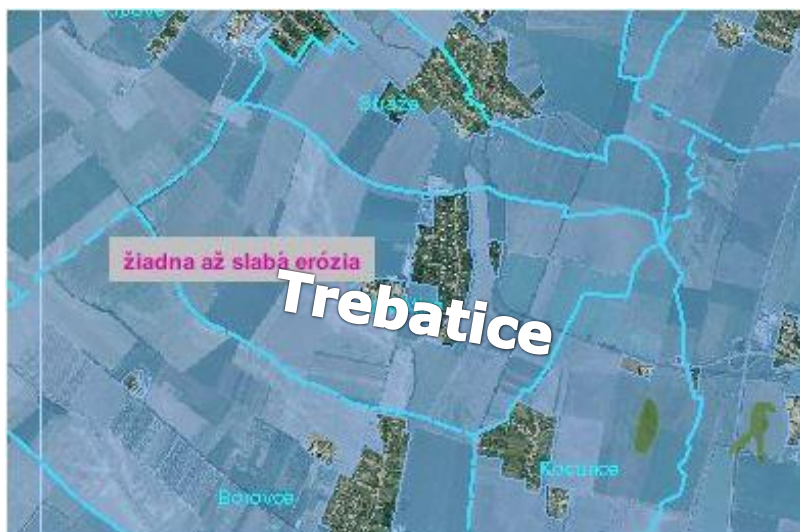 Stráže
žiadna až slabá erózia
Trebatice
Kocurice
Borovce